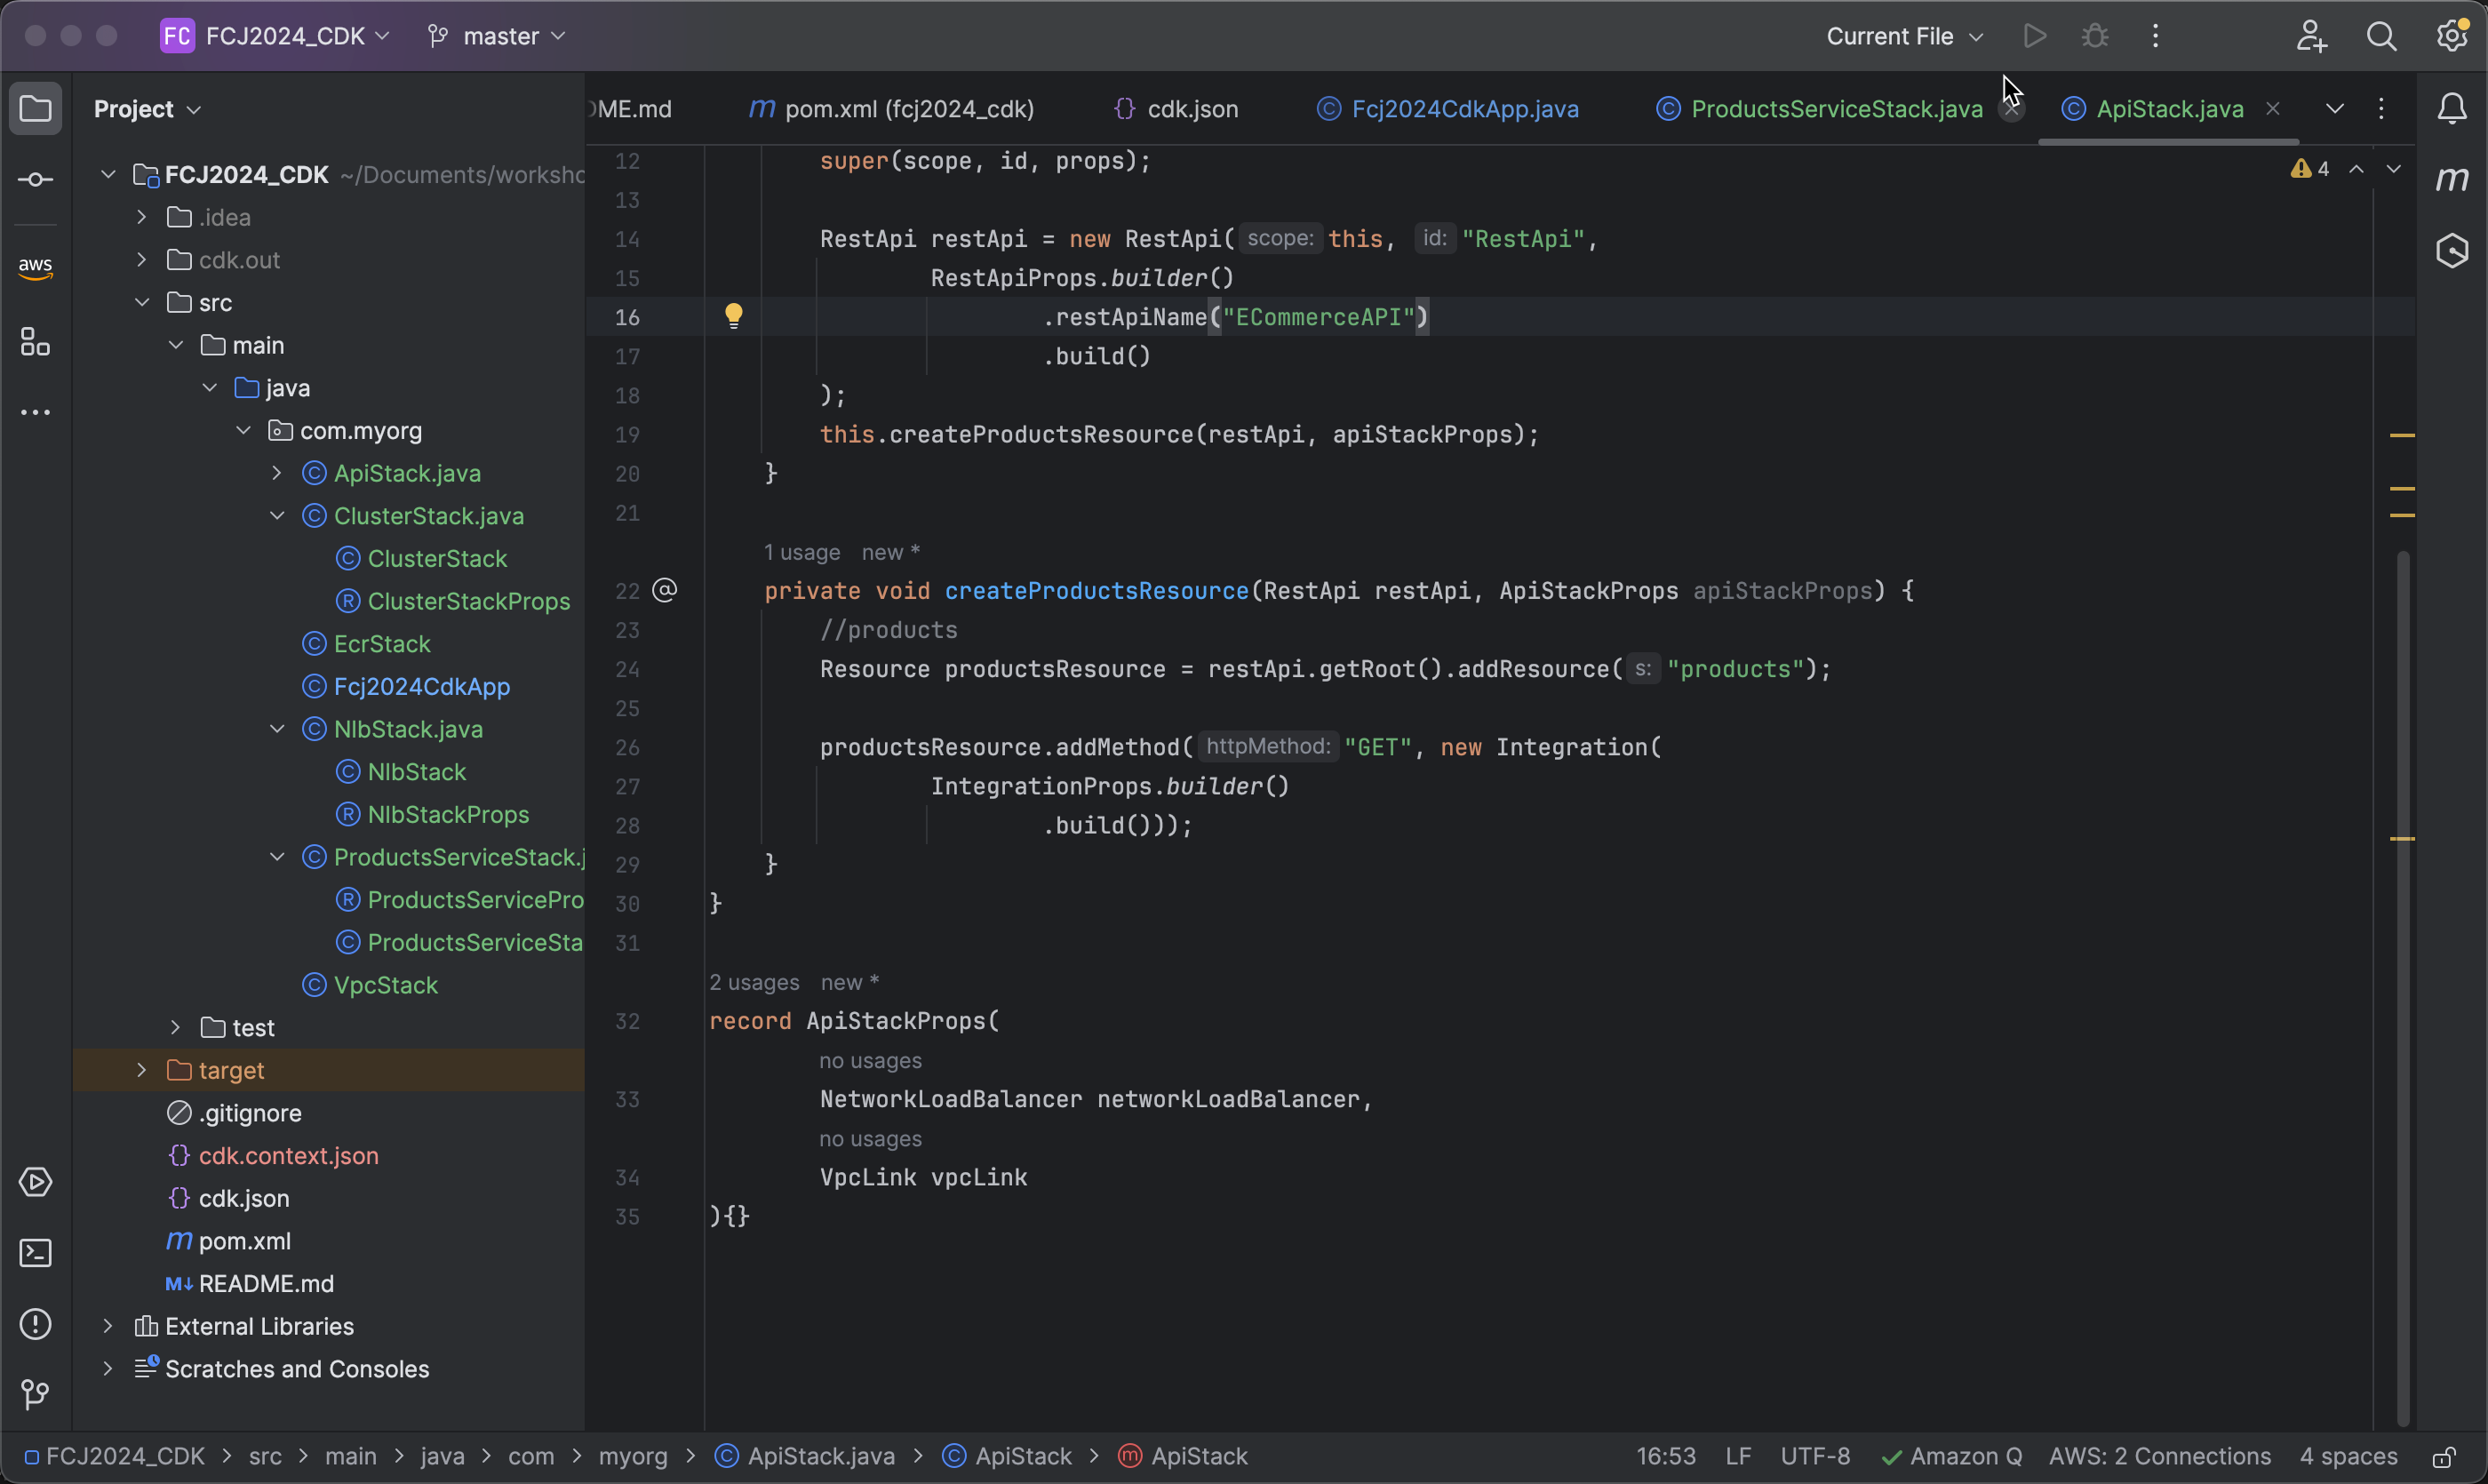 FC FCJ2024_CDK master Current File
Project
DME.md pom.xml (fcj2024_cdk) cdk.json Fcj2024CdkApp.java ProductsServiceStack.java ApiStack.java
FCJ2024_CDK ~/Documents/worksho
.idea
cdk.out
src
main
java
com.myorg
ApiStack.java
ClusterStack.java
ClusterStack
ClusterStackProps
EcrStack
Fcj2024CdkApp
NlbStack.java
NlbStack
NlbStackProps
ProductsServiceStack.j
ProductsServicePro
ProductsServiceSta
VpcStack
test
target
.gitignore
cdk.context.json
cdk.json
pom.xml
README.md
External Libraries
Scratches and Consoles
aws
4
12 super(scope, id, props);
13
14 RestApi restApi = new RestApi( scope: this, id: "RestApi",
15 RestApiProps.builder()
16 .restApiName("ECommerceAPI")
17 .build()
18 );
19 this.createProductsResource(restApi, apiStackProps);
20 }
21
1 usage new *
22 @ private void createProductsResource(RestApi restApi, ApiStackProps apiStackProps) {
23 //products
24 Resource productsResource = restApi.getRoot().addResource( s: "products");
25
26 productsResource.addMethod( httpMethod: "GET", new Integration(
27 IntegrationProps.builder()
28 .build()));
29 }
30 }
31
2 usages new *
32 record ApiStackProps(
no usages
33 NetworkLoadBalancer networkLoadBalancer,
no usages
34 VpcLink vpcLink
35 ){}
FCJ2024_CDK > src > main > java > com > myorg > ApiStack.java > ApiStack > ApiStack 16:53 LF UTF-8 Amazon Q AWS: 2 Connections 4 spaces